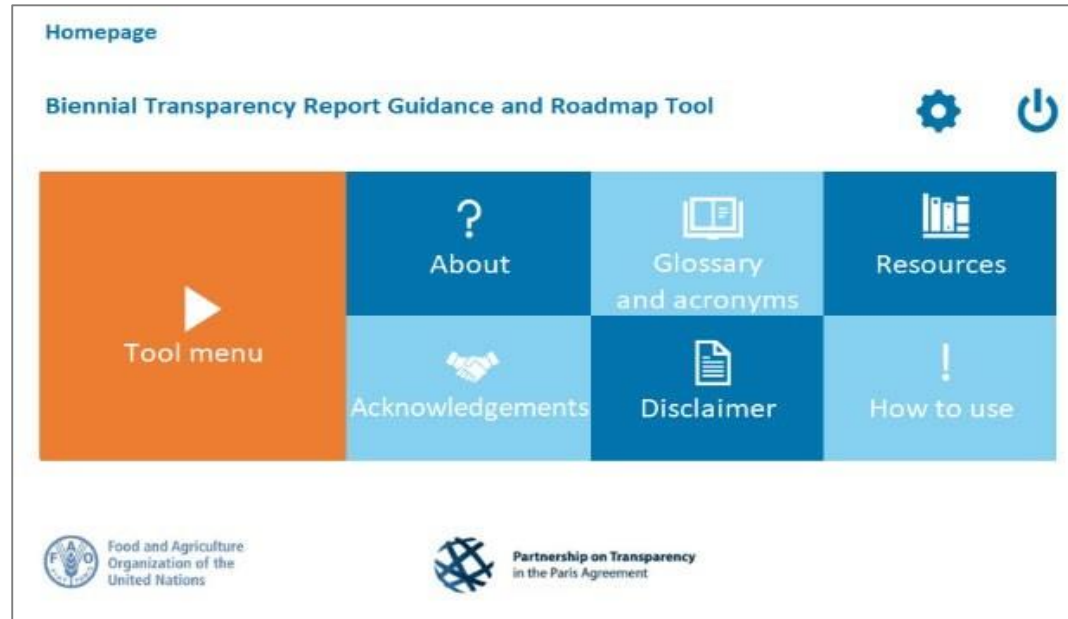 Homepage
Biennial Transparency Report Guidance and Roadmap Tool
Tool menu
?
About
Glossary
and acronyms
Resources
Acknowledgements
Disclaimer
!
How to use
FAO
Food and Agriculture
Organization of the
United Nations
Partnership on Transparency
in the Paris Agreement